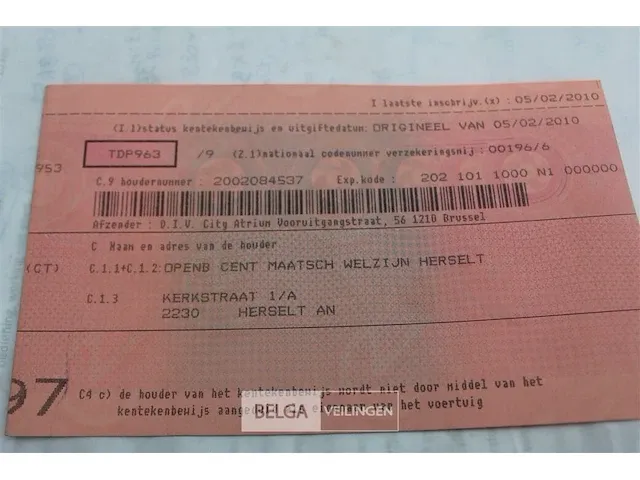 I laatste inschrijv.(x) : 05/02/2010
(I.1)status kentekenbewijs en uitgiftedatum: ORIGINEEL VAN 05/02/2010
953
TDP963 /9 (Z.1)nationaal codenummer verzekeringsmij : 00196/6
C.9 houdernummer : 2002084537 Exp.kode : 202 101 1000 N1 000000
Afzender : D.I.V. City Atrium Vooruitgangstraat, 56 1210 Brussel
C Naam en adres van de houder
(CT) C.1.1+C.1.2: OPENB CENT MAATSCH WELZIJN HERSELT
C.1.3 KERKSTRAAT 1/A
2230 HERSELT AN
97
C4 c) de houder van het kentekenbewijs wordt niet door middel van het
kentekenbewijs het voertuig
BELGA VEILINGEN